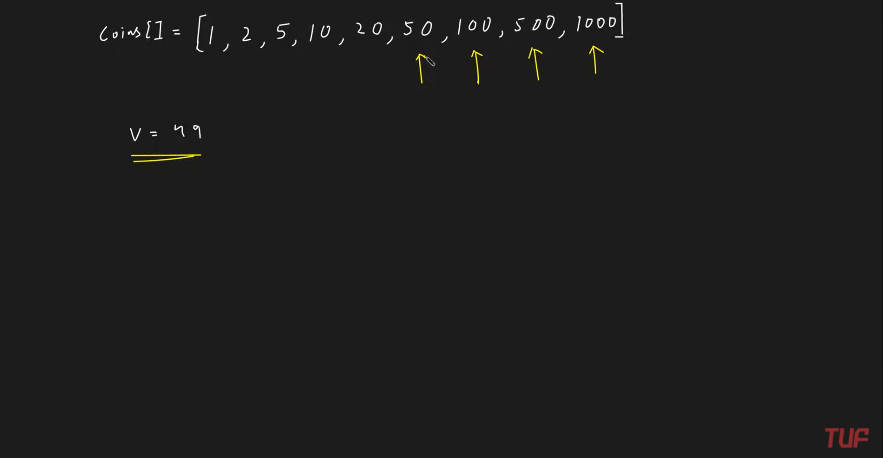 Coins[] = [1, 2, 5, 10, 20, 50, 100, 500, 1000]
V = 49
TUF